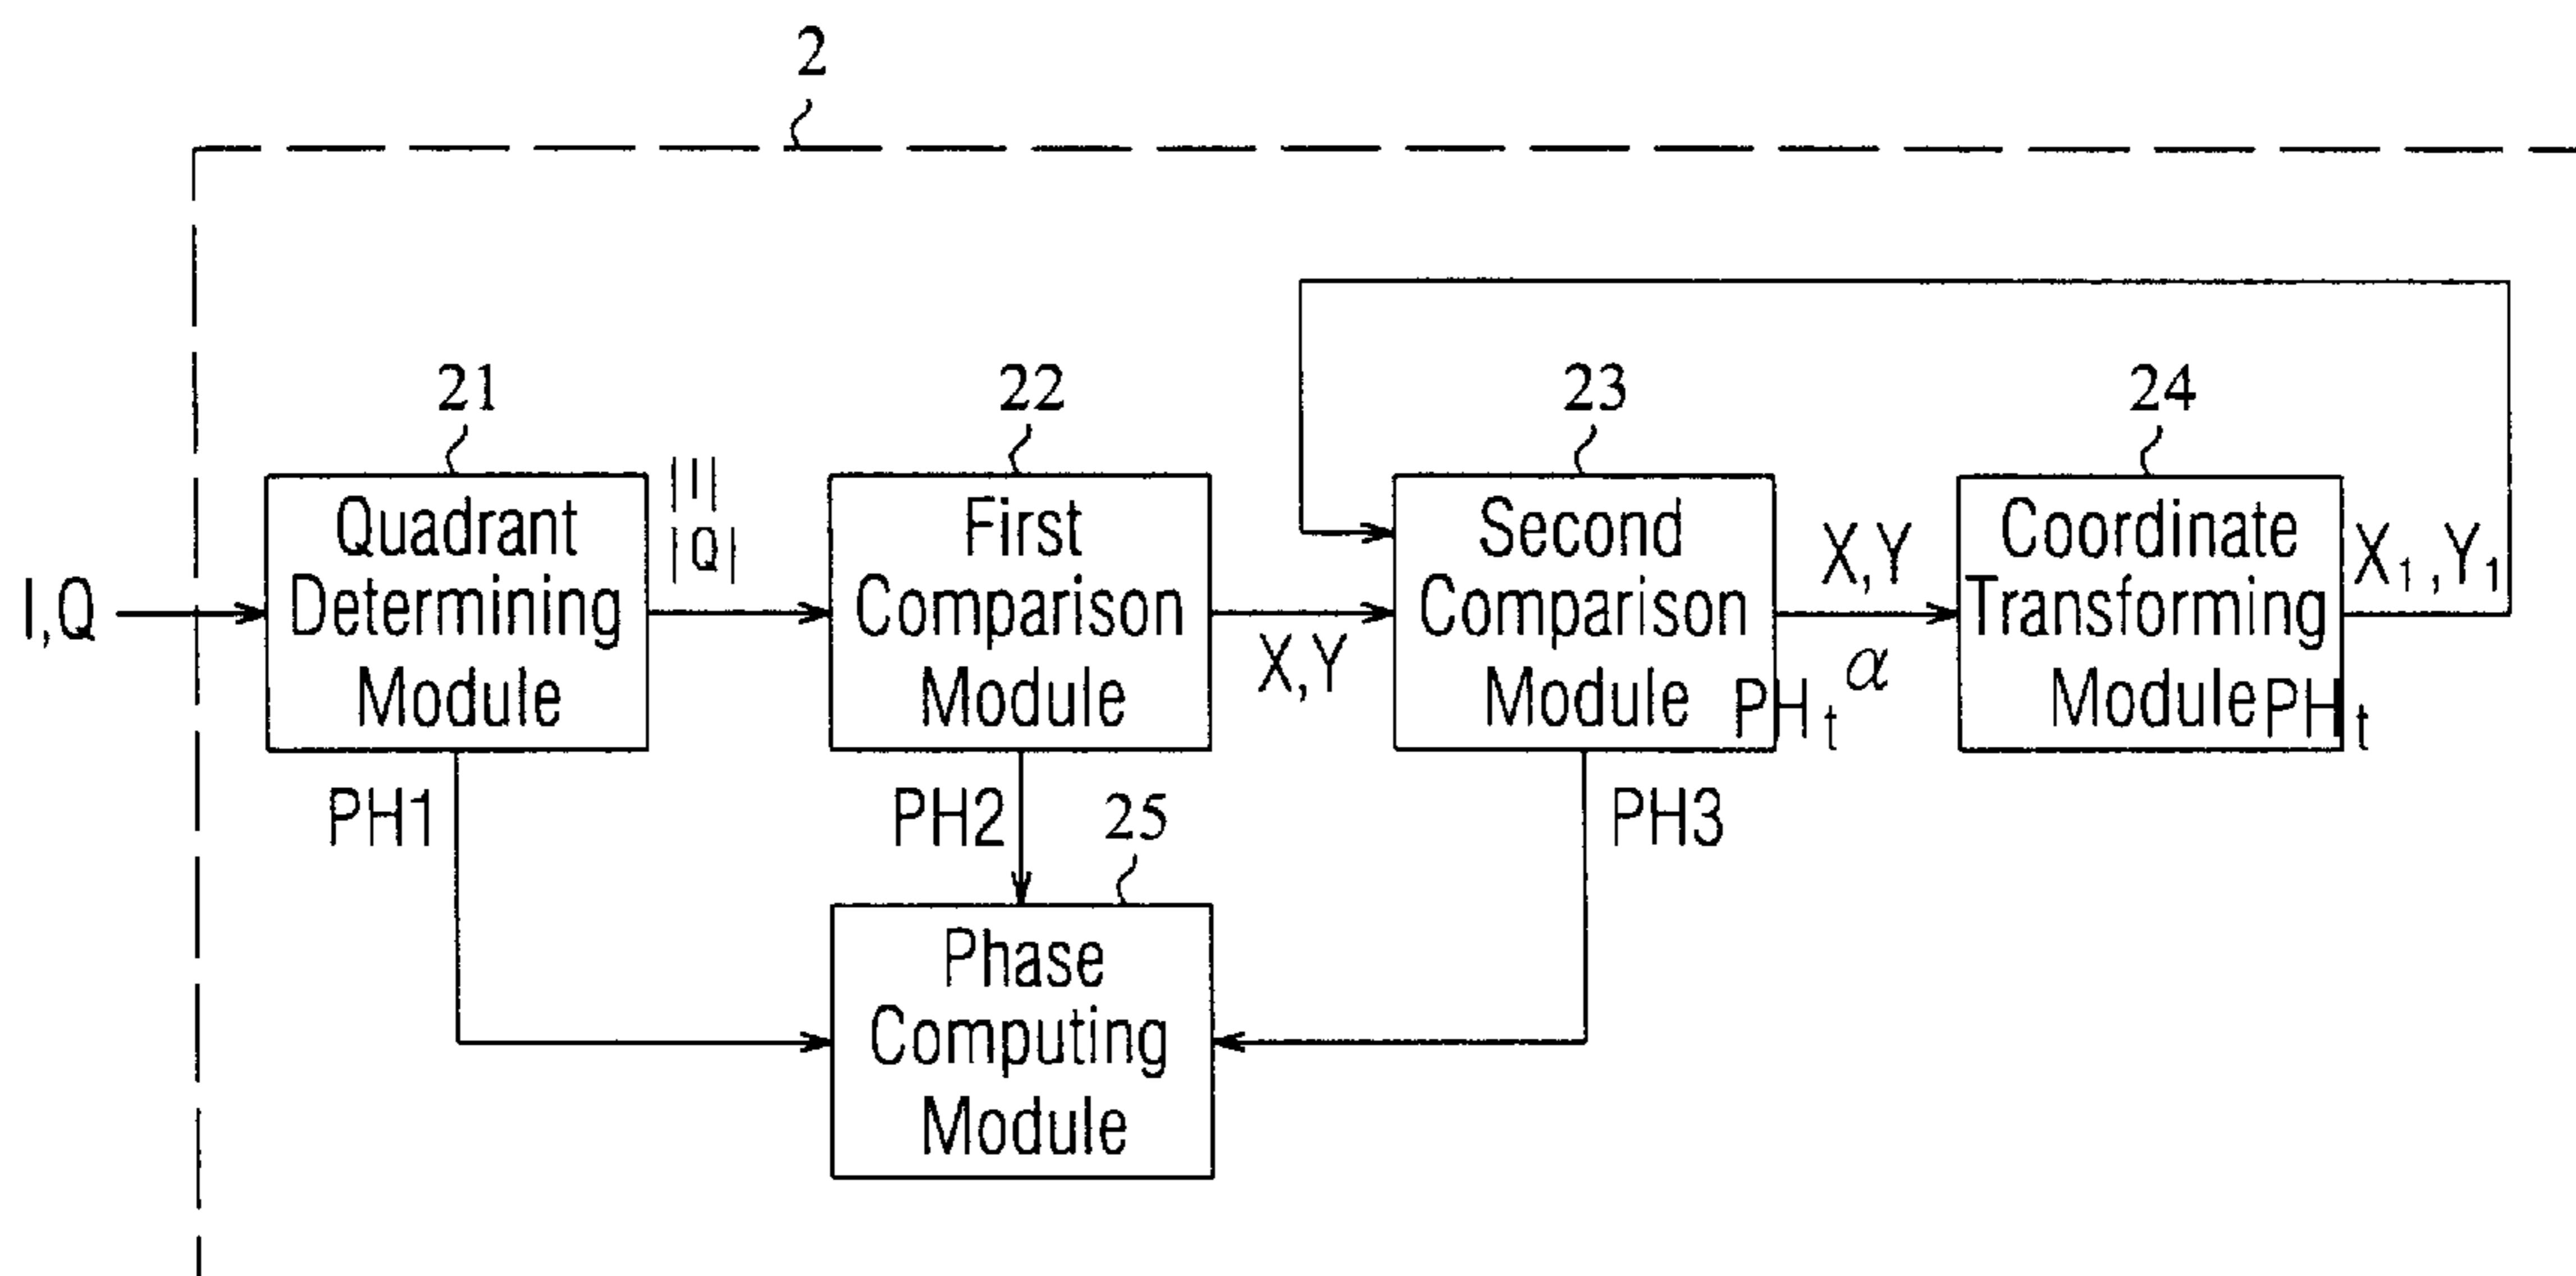 2
21
22
23
24
|I|
|Q|
I,Q
Quadrant
Determining
Module
First
Comparison
Module
X,Y
Second
Comparison
Module
PHt
X,Y
α
Coordinate
Transforming
Module
PHt
X1,Y1
PH1
PH2
25
PH3
Phase
Computing
Module